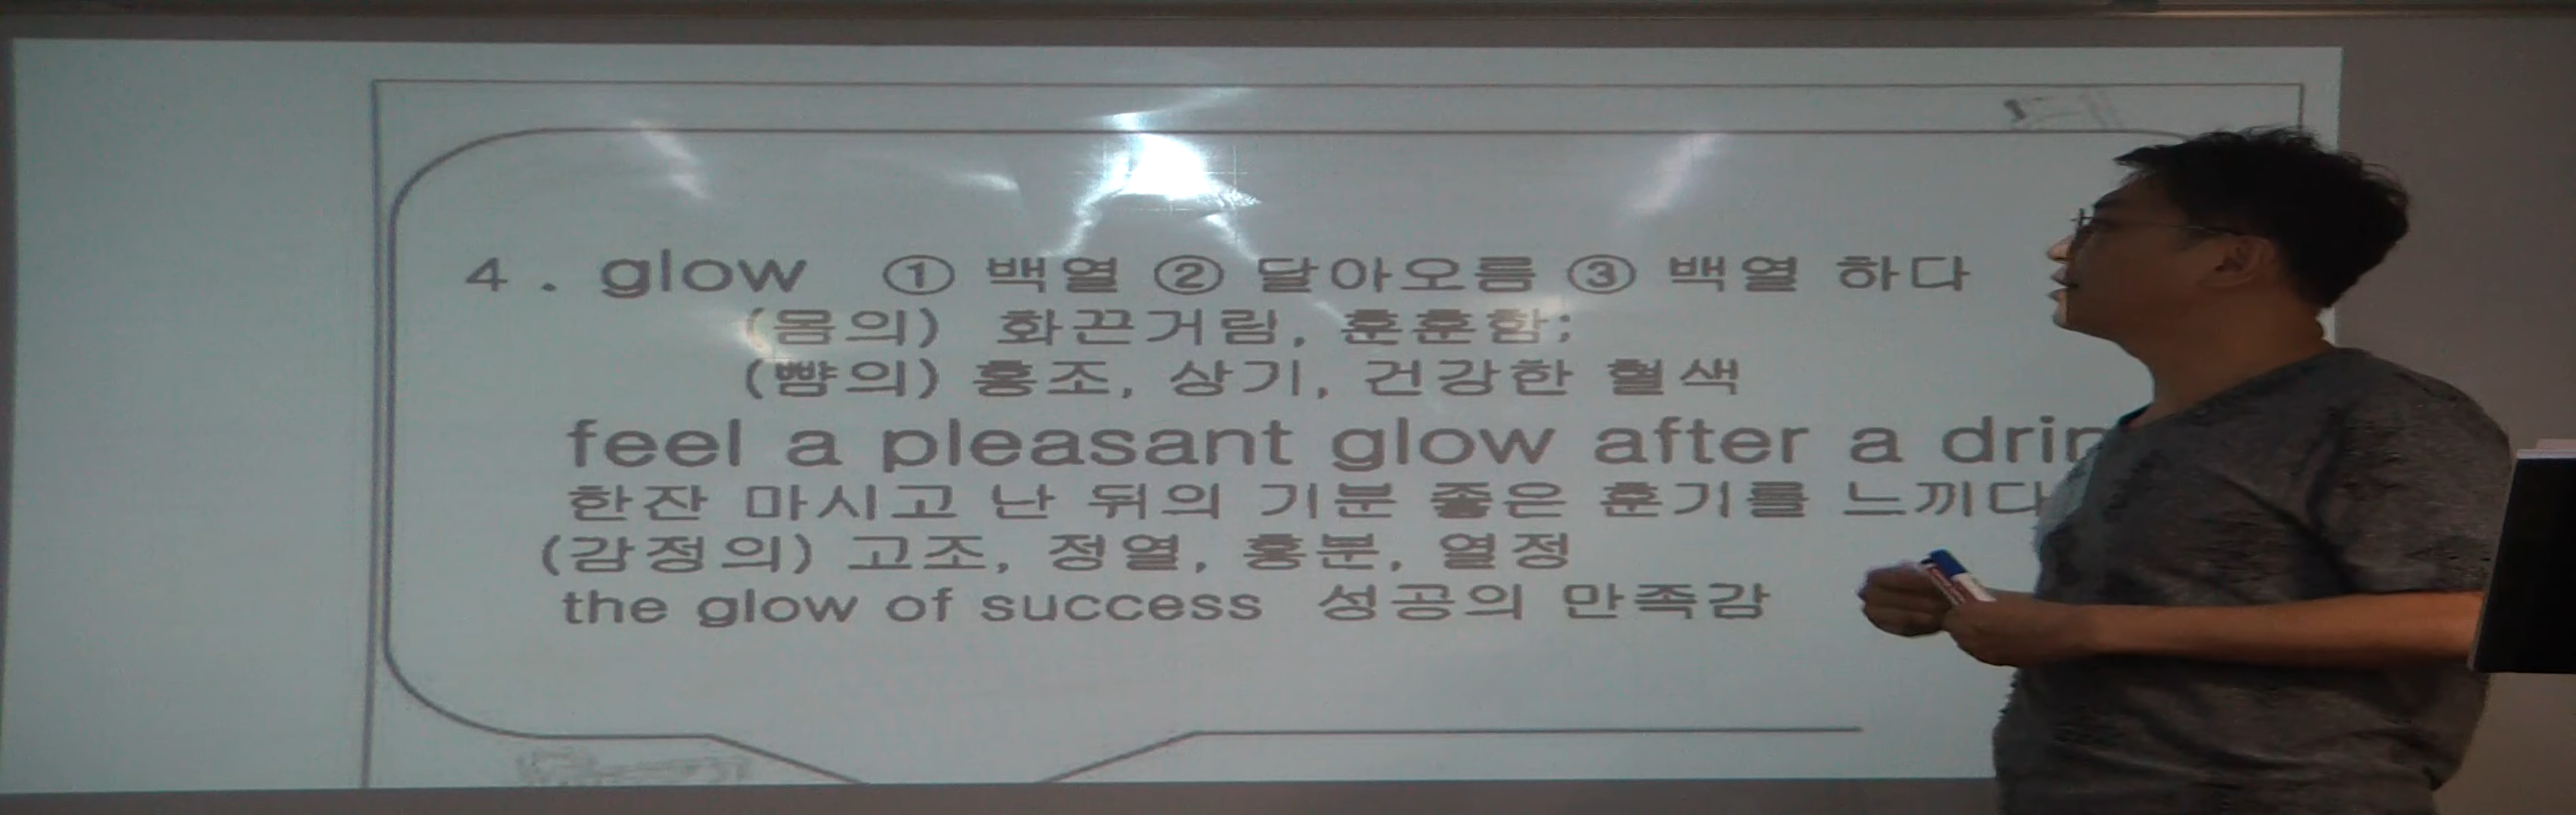 4. glow ① 백열 ② 달아오름 ③ 백열 하다
(몸의) 화끈거림, 훈훈함;
(뺨의) 홍조, 상기, 건강한 혈색
feel a pleasant glow after a
한잔 마시고 난 뒤의 기분 좋은 훈기를 느끼다
(감정의) 고조, 정열, 흥분, 열정
the glow of success 성공의 만족감